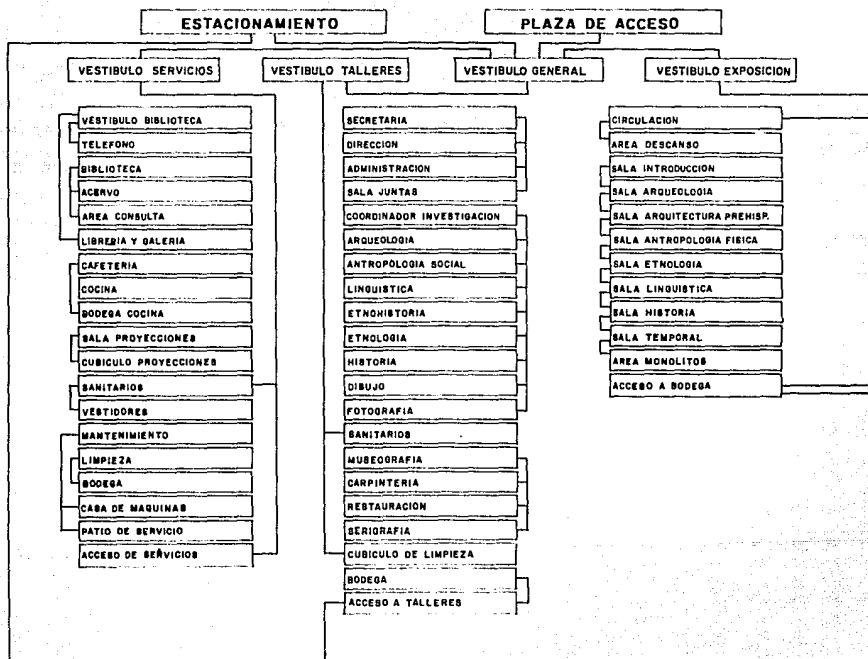 ESTACIONAMIENTO
PLAZA DE ACCESO
VESTIBULO SERVICIOS
VESTIBULO TALLERES
VESTIBULO GENERAL
VESTIBULO EXPOSICION
VESTIBULO BIBLIOTECA
TELEFONO
BIBLIOTECA
ACERVO
AREA CONSULTA
LIBRERIA Y GALERIA
CAFETERIA
COCINA
BODEGA COCINA
SALA PROYECCIONES
CUBICULO PROYECCIONES
SANITARIOS
VESTIDORES
MANTENIMIENTO
LIMPIEZA
BODEGA
CASA DE MAQUINAS
PATIO DE SERVICIO
ACCESO DE SERVICIOS
SECRETARIA
DIRECCION
ADMINISTRACION
SALA JUNTAS
COORDINADOR INVESTIGACION
ARQUEOLOGIA
ANTROPOLOGIA SOCIAL
LINGUISTICA
ETNOHISTORIA
ETNOLOGIA
HISTORIA
DIBUJO
FOTOGRAFIA
SANITARIOS
MUSEOGRAFIA
CARPINTERIA
RESTAURACION
SERIGRAFIA
CUBICULO DE LIMPIEZA
BODEGA
ACCESO A TALLERES
CIRCULACION
AREA DESCANSO
SALA INTRODUCCION
SALA ARQUEOLOGIA
SALA ARQUITECTURA PREHISP.
SALA ANTROPOLOGIA FISICA
SALA ETNOLOGIA
SALA LINGUISTICA
SALA HISTORIA
SALA TEMPORAL
AREA MONOLITOS
ACCESO A BODEGA